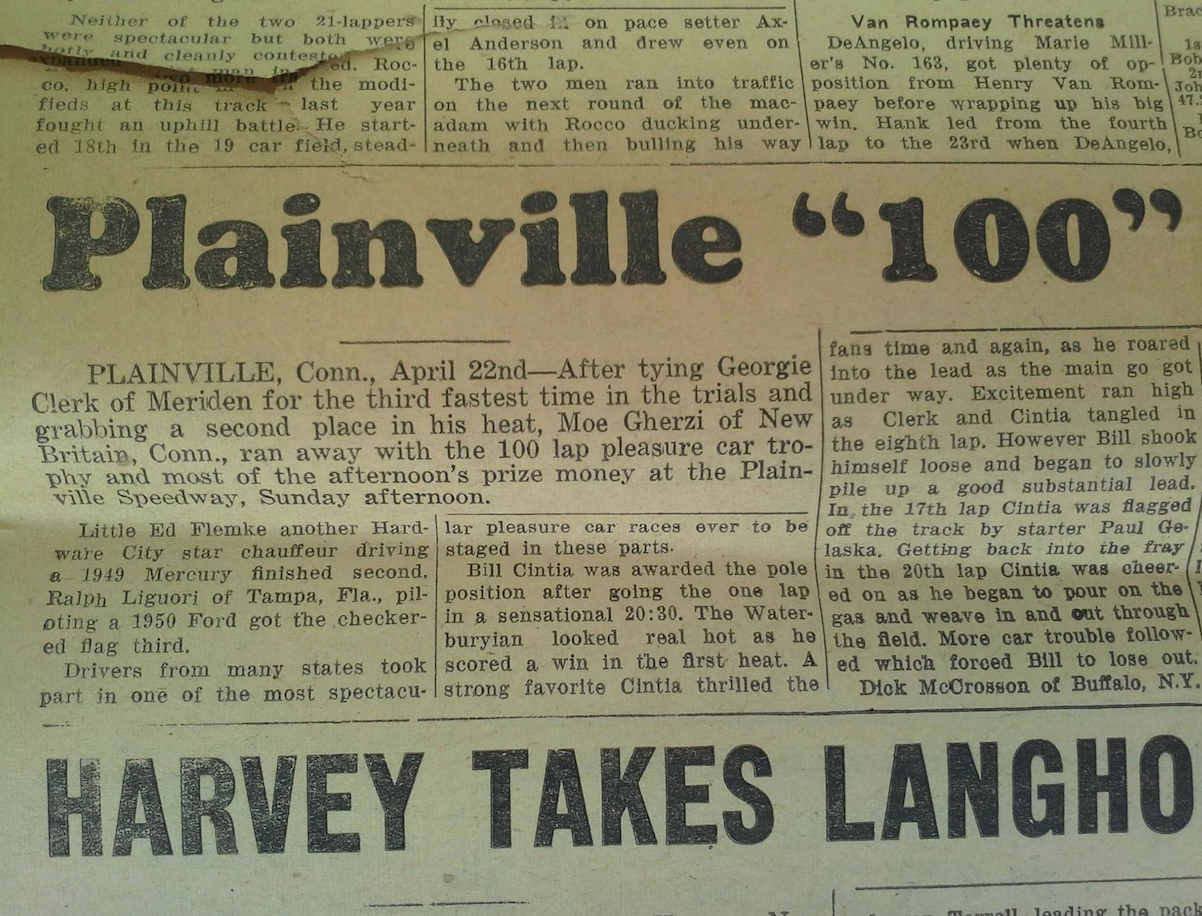 Neither of the two 21-lappers
were spectacular but both were
hotly and cleanly contested. Roc-
co, high point man in the modi-
fieds at this track last year
fought an uphill battle. He start-
ed 18th in the 19 car field, stead-
ily closed in on pace setter Ax-
el Anderson and drew even on
the 16th lap.
The two men ran into traffic
on the next round of the mac-
adam with Rocco ducking under-
neath and then bulling his way
Van Rompaey Threatens
DeAngelo, driving Marie Mill-
er's No. 163, got plenty of op-
position from Henry Van Rom-
paey before wrapping up his big
win. Hank led from the fourth
lap to the 23rd when DeAngelo,
Brac
1s
Bob
2n
Joh
47.
Bo
Plainville “100”
PLAINVILLE, Conn., April 22nd—After tying Georgie
Clerk of Meriden for the third fastest time in the trials and
grabbing a second place in his heat, Moe Gherzi of New
Britain, Conn., ran away with the 100 lap pleasure car tro-
phy and most of the afternoon's prize money at the Plain-
ville Speedway, Sunday afternoon.
Little Ed Flemke another Hard-
ware City star chauffeur driving
a 1949 Mercury finished second.
Ralph Liguori of Tampa, Fla., pil-
oting a 1950 Ford got the checker-
ed flag third.
Drivers from many states took
part in one of the most spectacu-
lar pleasure car races ever to be
staged in these parts.
Bill Cintia was awarded the pole
position after going the one lap
in a sensational 20:30. The Water-
buryian looked real hot as he
scored a win in the first heat. A
strong favorite Cintia thrilled the
fans time and again, as he roared
into the lead as the main go got
under way. Excitement ran high
as Clerk and Cintia tangled in
the eighth lap. However Bill shook
himself loose and began to slowly
pile up a good substantial lead.
In the 17th lap Cintia was flagged
off the track by starter Paul Ge-
laska. Getting back into the fray
in the 20th lap Cintia was cheer-
ed on as he began to pour on the
gas and weave in and out through
the field. More car trouble follow-
ed which forced Bill to lose out.
Dick McCrosson of Buffalo, N.Y.
HARVEY TAKES LANGHO
leading the pack